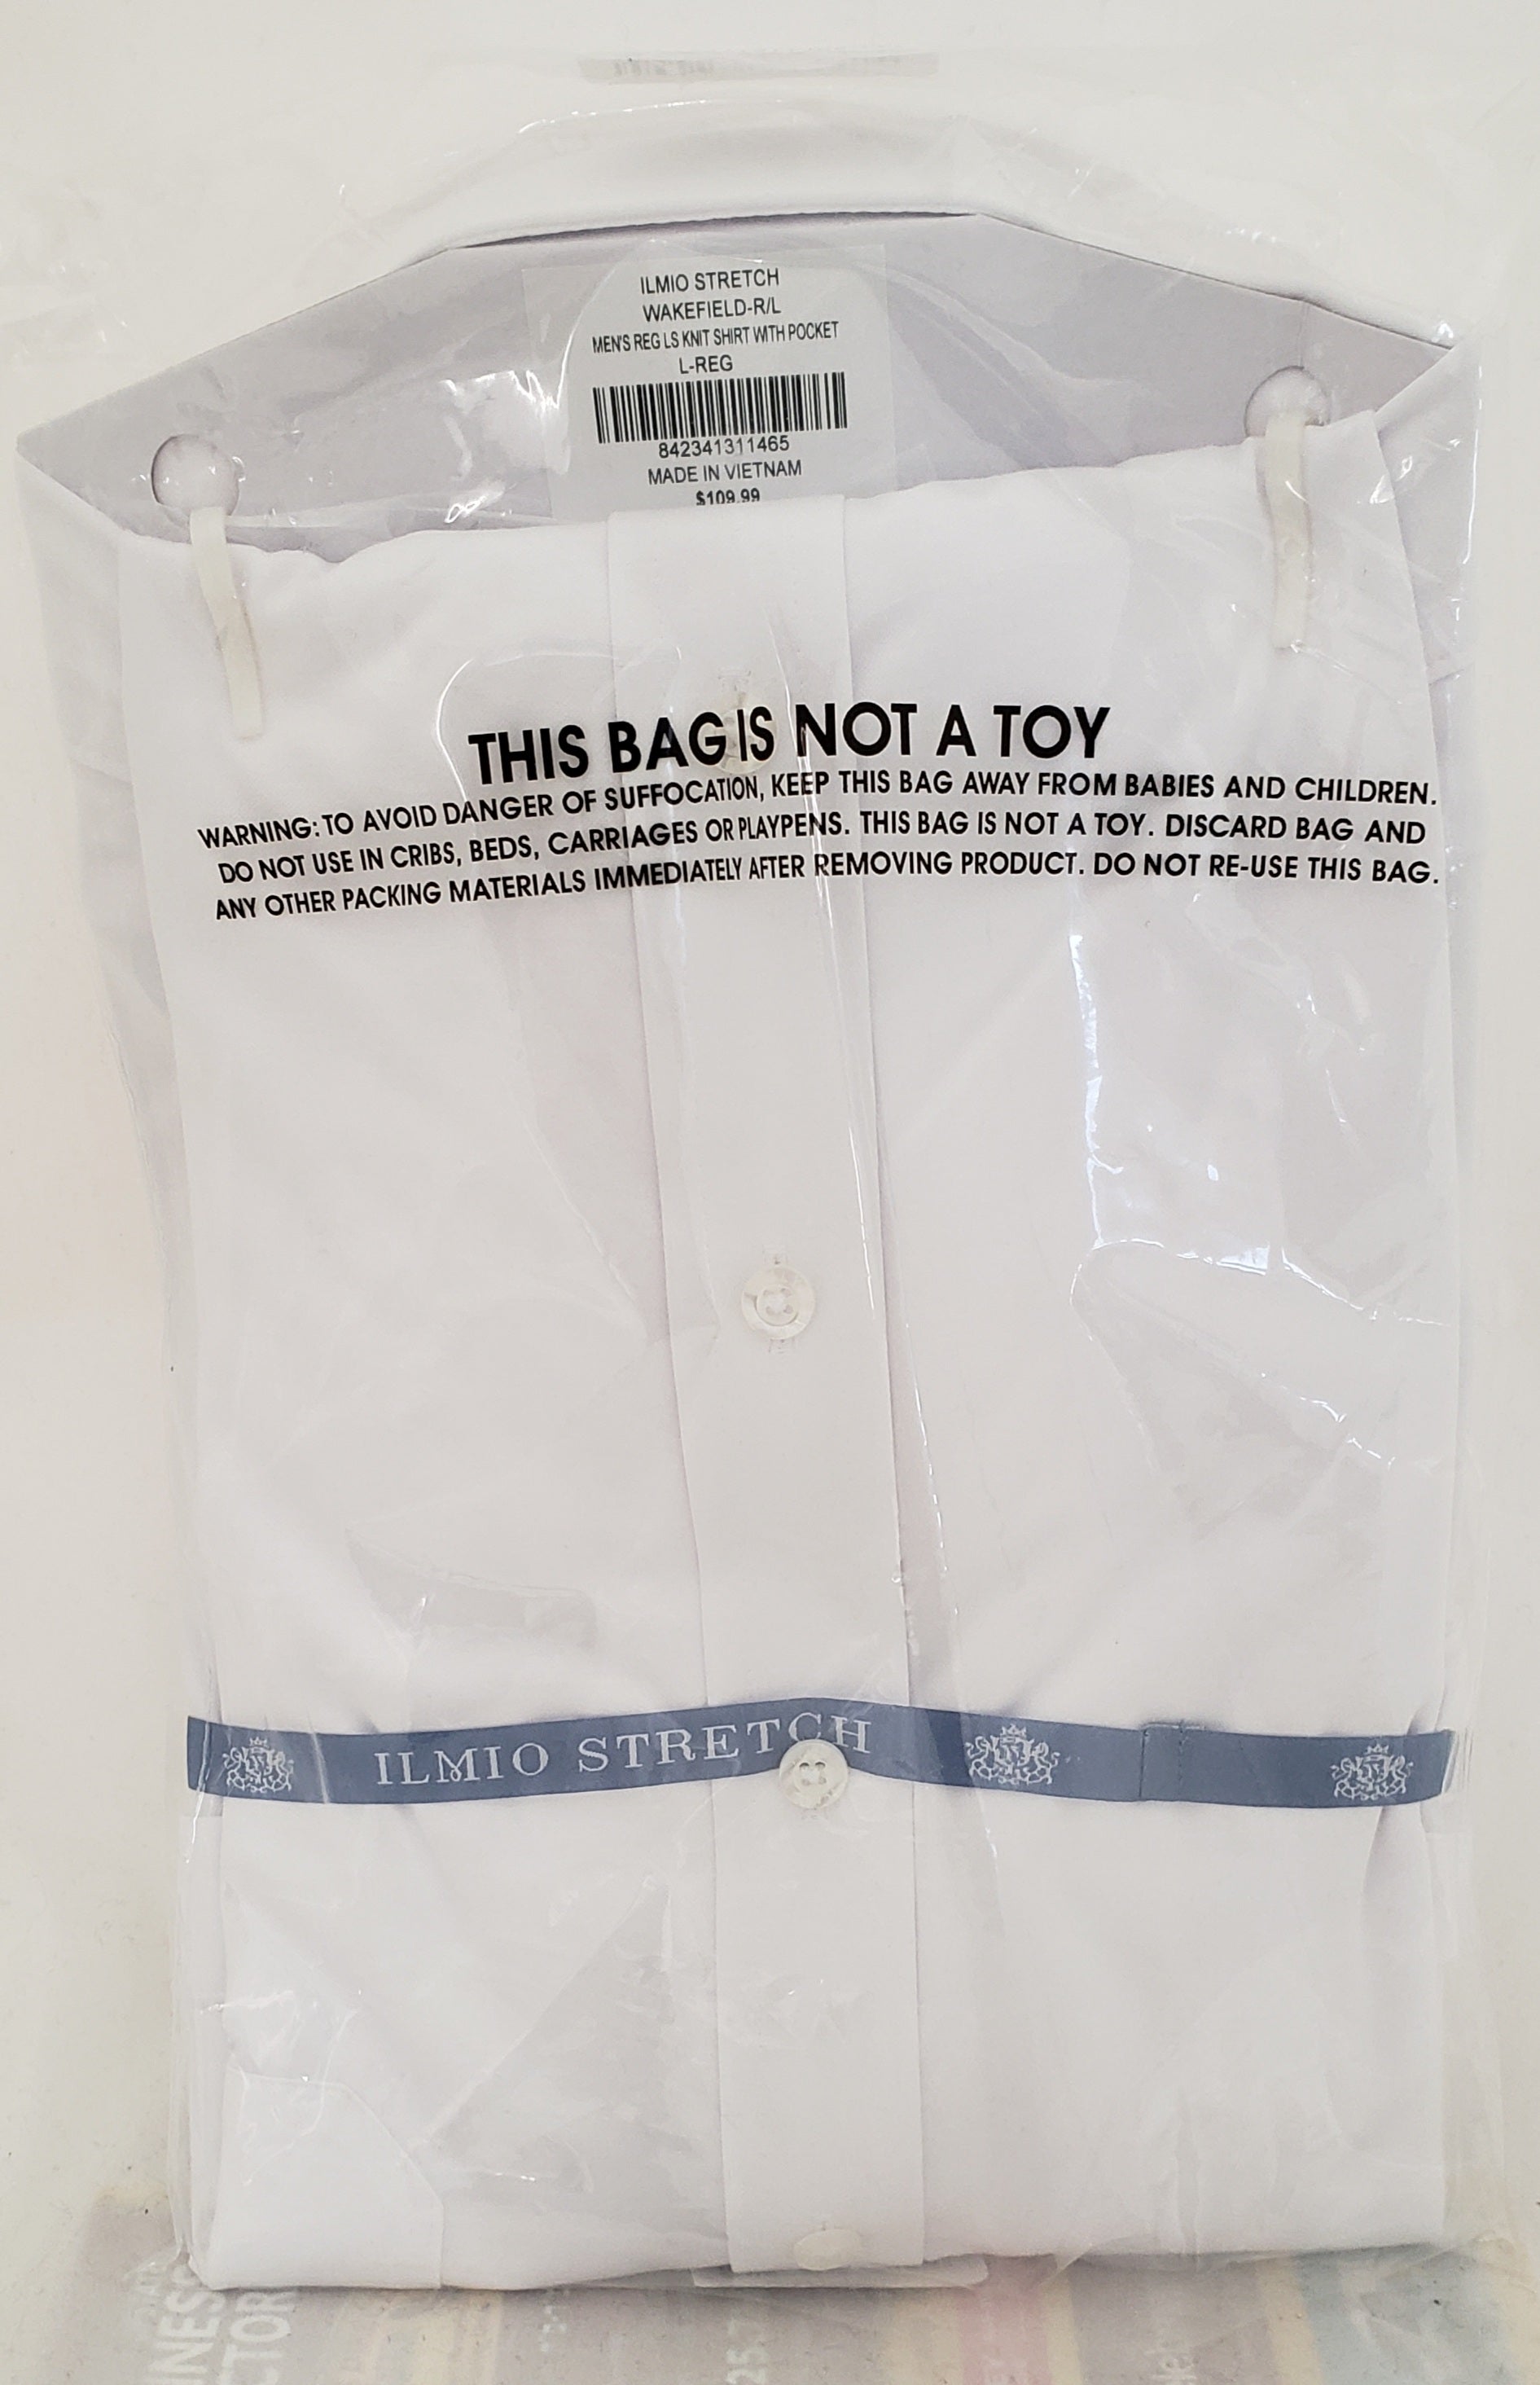 ILMIO STRETCH
WAKEFIELD-R/L
MEN'S REG LS KNIT SHIRT WITH POCKET
L-REG
842341311465
MADE IN VIETNAM
$109.99
THIS BAG IS NOT A TOY
WARNING: TO AVOID DANGER OF SUFFOCATION, KEEP THIS BAG AWAY FROM BABIES AND CHILDREN.
DO NOT USE IN CRIBS, BEDS, CARRIAGES OR PLAYPENS. THIS BAG IS NOT A TOY. DISCARD BAG AND
ANY OTHER PACKING MATERIALS IMMEDIATELY AFTER REMOVING PRODUCT. DO NOT RE-USE THIS BAG.
ILMIO STRETCH